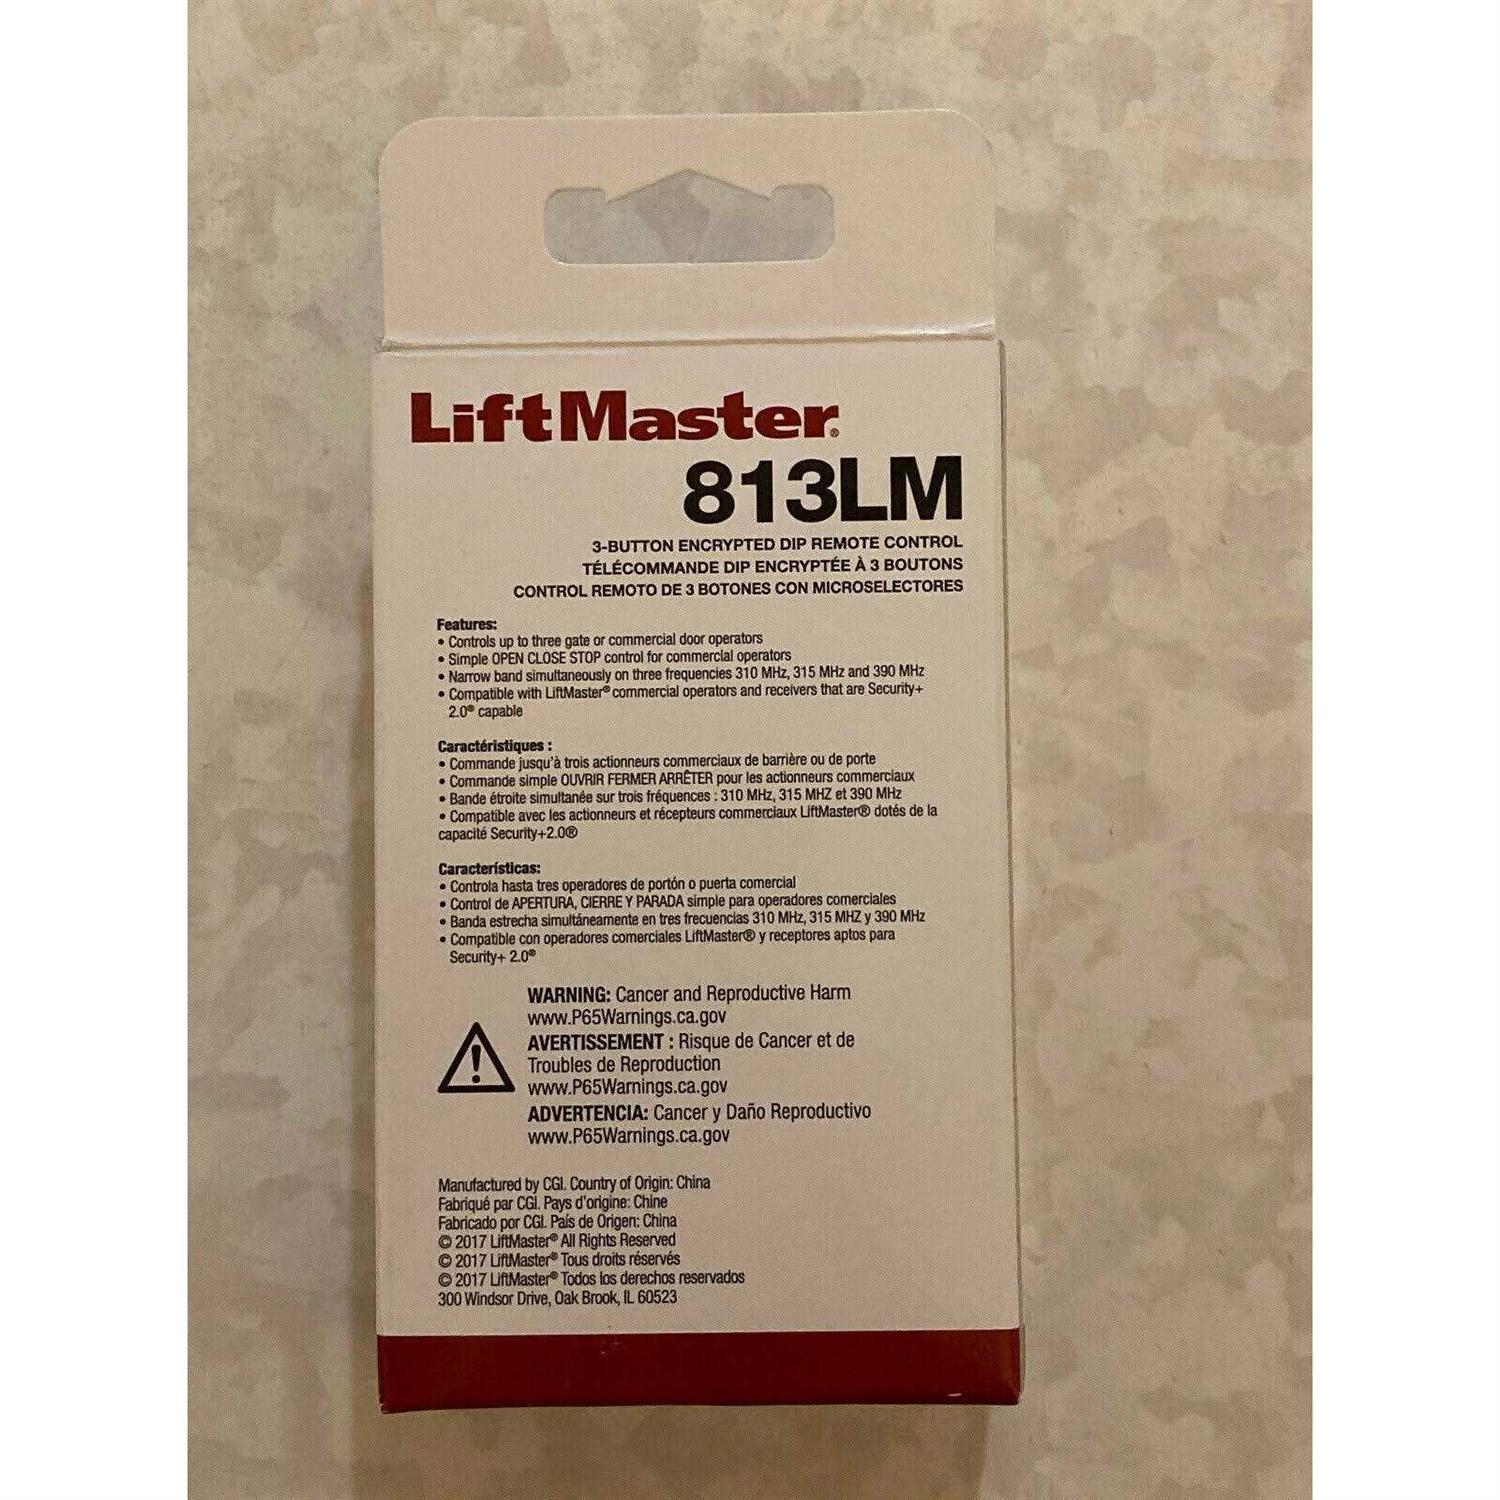 LiftMaster®
813LM
3-BUTTON ENCRYPTED DIP REMOTE CONTROL
TÉLÉCOMMANDE DIP ENCRYPTÉE À 3 BOUTONS
CONTROL REMOTO DE 3 BOTONES CON MICROSELECTORES
Features:
• Controls up to three gate or commercial door operators
• Simple OPEN CLOSE STOP control for commercial operators
• Narrow band simultaneously on three frequencies 310 MHz, 315 MHz and 390 MHz
• Compatible with LiftMaster® commercial operators and receivers that are Security+
2.0® capable
Caractéristiques :
• Commande jusqu'à trois actionneurs commerciaux de barrière ou de porte
• Commande simple OUVRIR FERMER ARRÊTER pour les actionneurs commerciaux
• Bande étroite simultanée sur trois fréquences : 310 MHz, 315 MHZ et 390 MHz
• Compatible avec les actionneurs et récepteurs commerciaux LiftMaster® dotés de la
capacité Security+2.0®
Características:
• Controla hasta tres operadores de portón o puerta comercial
• Control de APERTURA, CIERRE Y PARADA simple para operadores comerciales
• Banda estrecha simultáneamente en tres frecuencias 310 MHz, 315 MHZ y 390 MHz
• Compatible con operadores comerciales LiftMaster® y receptores aptos para
Security+ 2.0®
WARNING: Cancer and Reproductive Harm
www.P65Warnings.ca.gov
AVERTISSEMENT : Risque de Cancer et de
Troubles de Reproduction
www.P65Warnings.ca.gov
ADVERTENCIA: Cancer y Daño Reproductivo
www.P65Warnings.ca.gov
Manufactured by CGI. Country of Origin: China
Fabriqué par CGI. Pays d'origine: Chine
Fabricado por CGI. País de Origen: China
© 2017 LiftMaster® All Rights Reserved
© 2017 LiftMaster® Tous droits réservés
© 2017 LiftMaster® Todos los derechos reservados
300 Windsor Drive, Oak Brook, IL 60523